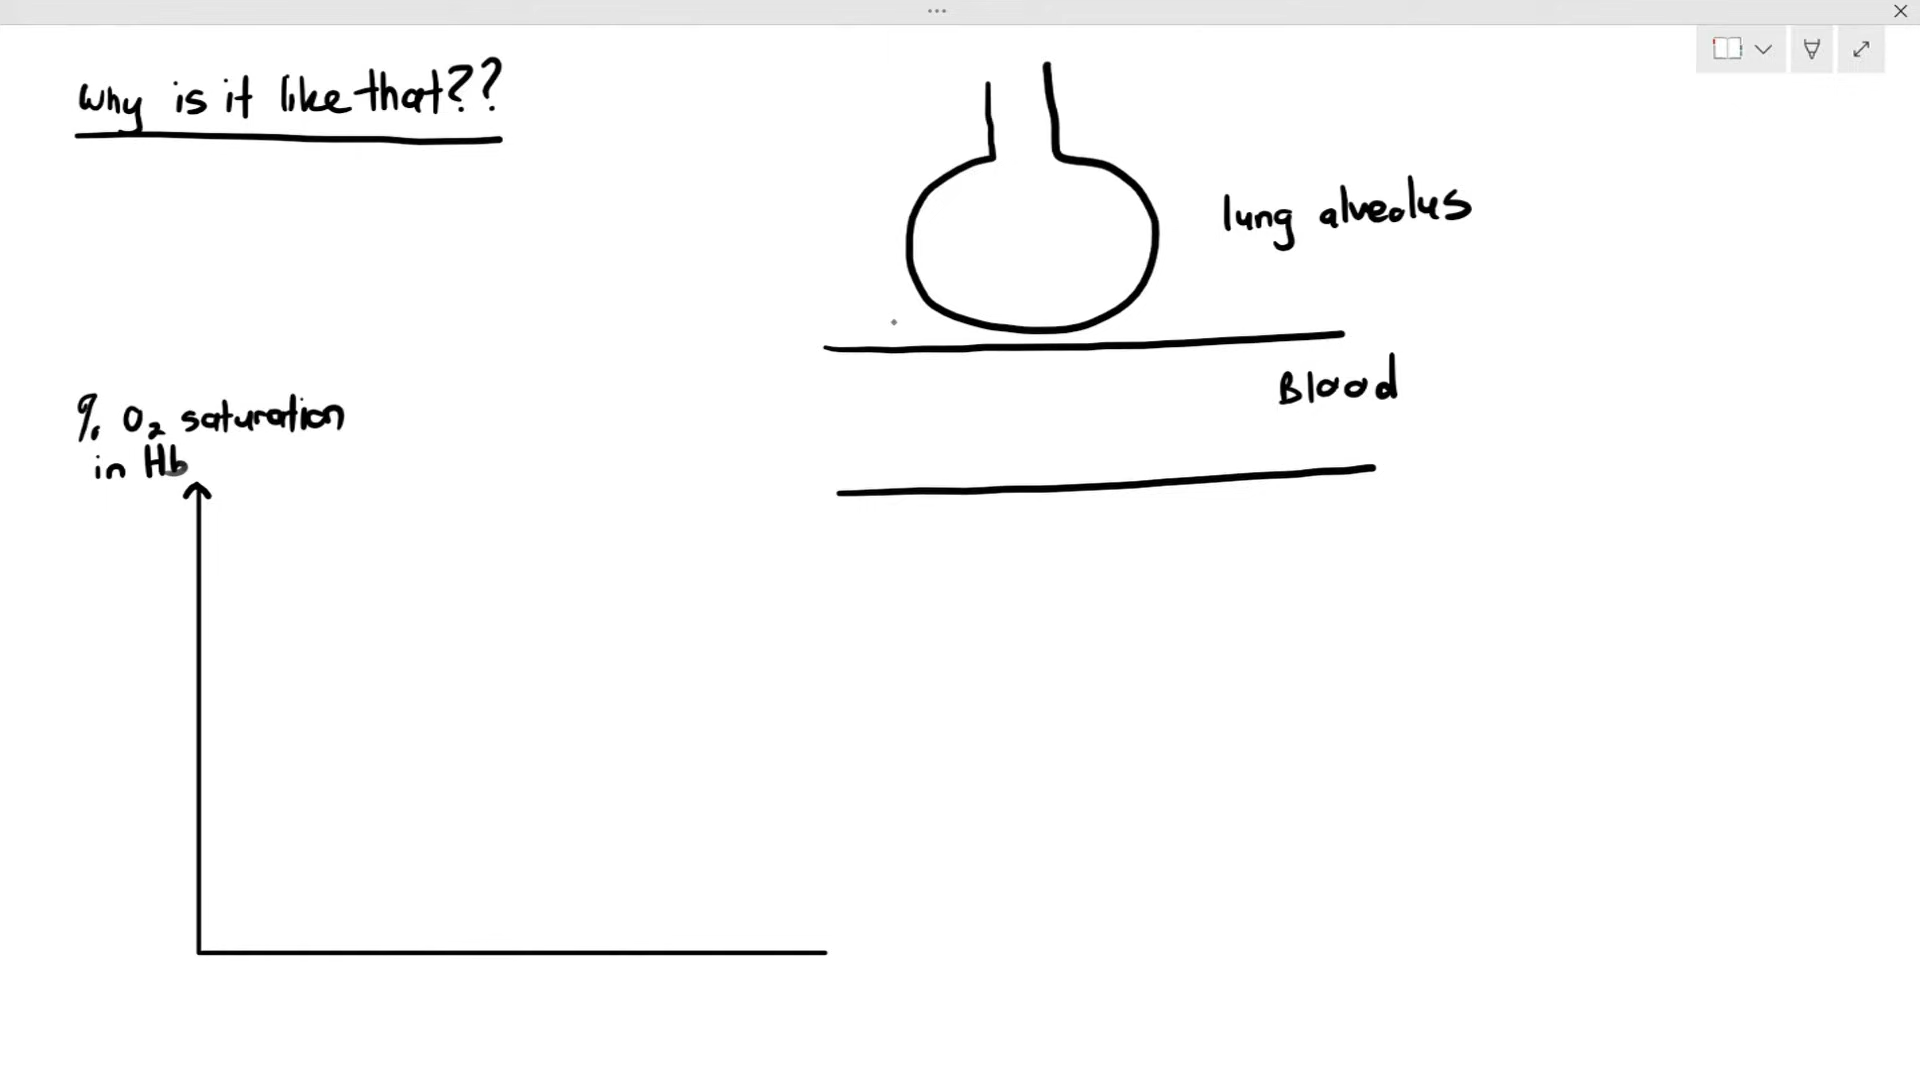 Why is it like that??
lung alveolus
Blood
% O₂ saturation
in Hb